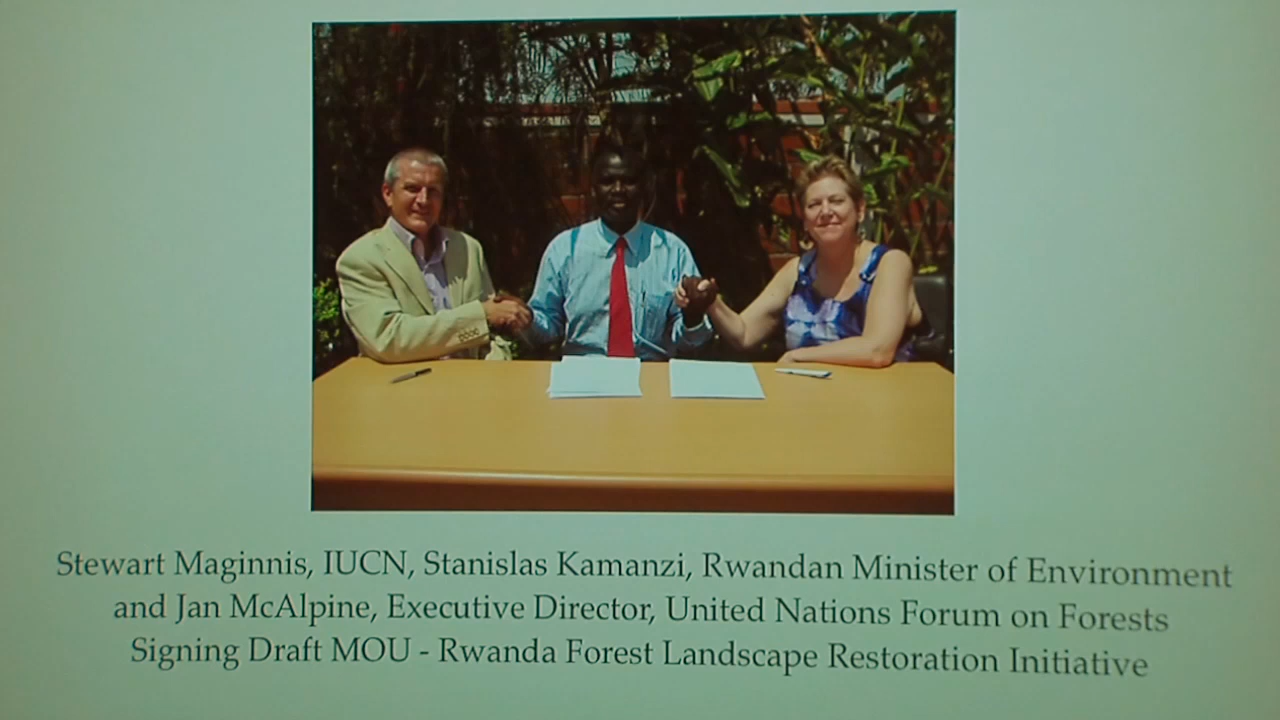 Stewart Maginnis, IUCN, Stanislas Kamanzi, Rwandan Minister of Environment
and Jan McAlpine, Executive Director, United Nations Forum on Forests
Signing Draft MOU - Rwanda Forest Landscape Restoration Initiative